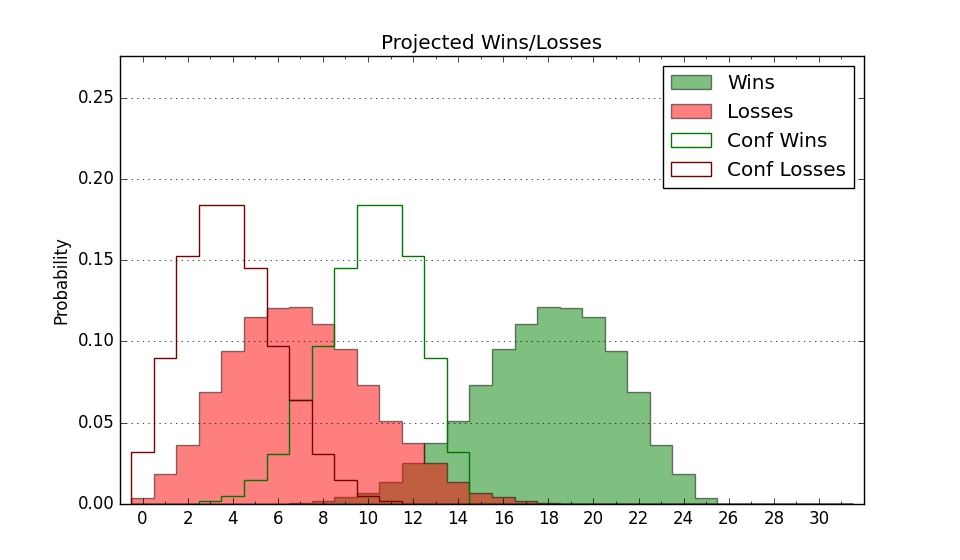 Projected Wins/Losses
Wins
Losses
Conf Wins
Conf Losses
Probability
0.25
0.20
0.15
0.10
0.05
0.00
0 2 4 6 8 10 12 14 16 18 20 22 24 26 28 30